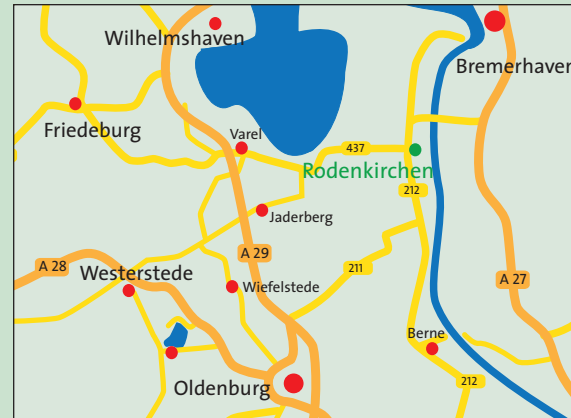 Wilhelmshaven
Bremerhaven
Friedeburg
Varel
437
Rodenkirchen
212
Jaderberg
A 29
A 28
Westerstede
211
A 27
Wiefelstede
Berne
Oldenburg
212